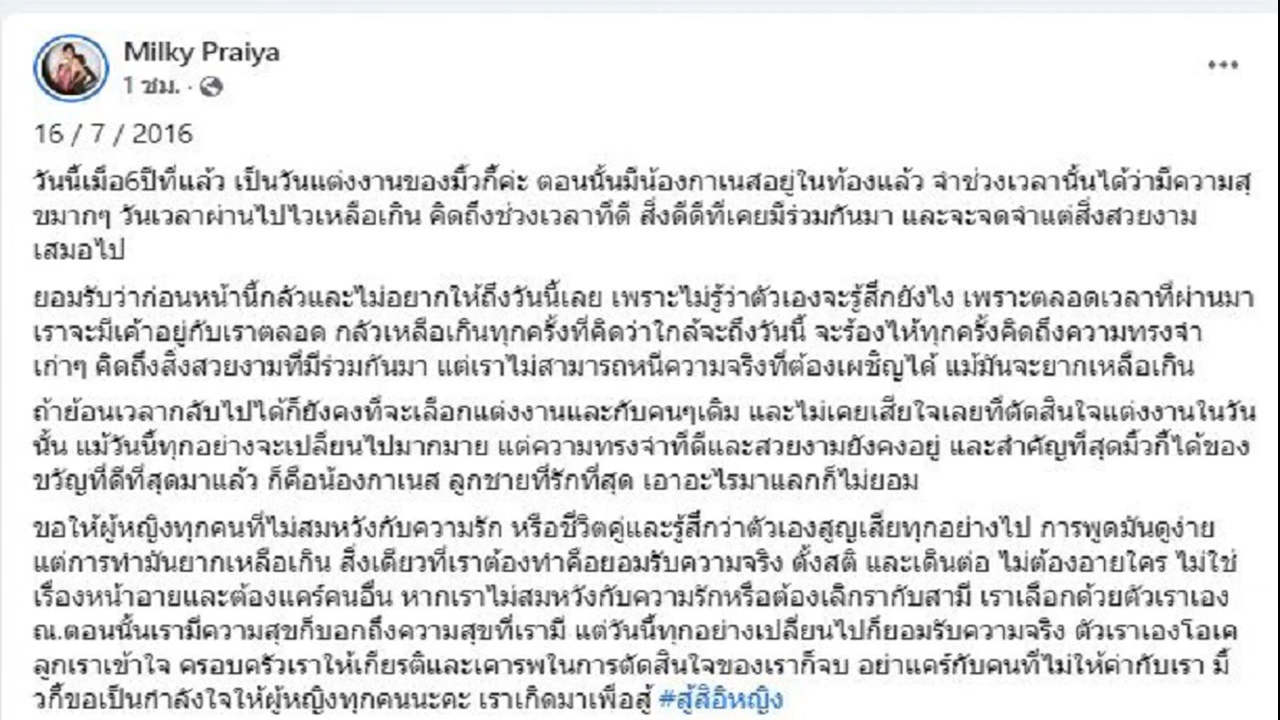 Milky Praiya
1 ชม. ·
16 / 7 / 2016
วันนี้เมื่อ6ปีที่แล้ว เป็นวันแต่งงานของมิ้วกี้ค่ะ ตอนนั้นมีน้องกาเนสอยู่ในท้องแล้ว จำช่วงเวลานั้นได้ว่ามีความสุ
ขมากๆ วันเวลาผ่านไปไวเหลือเกิน คิดถึงช่วงเวลาที่ดี สิ่งดีดีที่เคยมีร่วมกันมา และจะจดจำแต่สิ่งสวยงาม
เสมอไป
ยอมรับว่าก่อนหน้านี้กลัวและไม่อยากให้ถึงวันนี้เลย เพราะไม่รู้ว่าตัวเองจะรู้สึกยังไง เพราะตลอดเวลาที่ผ่านมา
เราจะมีเค้าอยู่กับเราตลอด กลัวเหลือเกินทุกครั้งที่คิดว่าใกล้จะถึงวันนี้ จะร้องไห้ทุกครั้งคิดถึงความทรงจำ
เก่าๆ คิดถึงสิ่งสวยงามที่มีร่วมกันมา แต่เราไม่สามารถหนีความจริงที่ต้องเผชิญได้ แม้มันจะยากเหลือเกิน
ถ้าย้อนเวลากลับไปได้ก็ยังคงที่จะเลือกแต่งงานและกับคนๆเดิม และไม่เคยเสียใจเลยที่ตัดสินใจแต่งงานในวัน
นั้น แม้วันนี้ทุกอย่างจะเปลี่ยนไปมากมาย แต่ความทรงจำที่ดีและสวยงามยังคงอยู่ และสำคัญที่สุดมิ้วกี้ได้ของ
ขวัญที่ดีที่สุดมาแล้ว ก็คือน้องกาเนส ลูกชายที่รักที่สุด เอาอะไรมาแลกก็ไม่ยอม
ขอให้ผู้หญิงทุกคนที่ไม่สมหวังกับความรัก หรือชีวิตคู่และรู้สึกว่าตัวเองสูญเสียทุกอย่างไป การพูดมันดูง่าย
แต่การทำมันยากเหลือเกิน สิ่งเดียวที่เราต้องทำคือยอมรับความจริง ตั้งสติ และเดินต่อ ไม่ต้องอายใคร ไม่ใช่
เรื่องหน้าอายและต้องแคร์คนอื่น หากเราไม่สมหวังกับความรักหรือต้องเลิกรากับสามี เราเลือกด้วยตัวเราเอง
ณ.ตอนนั้นเรามีความสุขก็บอกถึงความสุขที่เรามี แต่วันนี้ทุกอย่างเปลี่ยนไปก็ยอมรับความจริง ตัวเราเองโอเค
ลูกเราเข้าใจ ครอบครัวเราให้เกียรติและเคารพในการตัดสินใจของเราก็จบ อย่าแคร์กับคนที่ไม่ให้ค่ากับเรา มิ้
วกี้ขอเป็นกำลังใจให้ผู้หญิงทุกคนนะคะ เราเกิดมาเพื่อสู้ #สู้สิอิหญิง